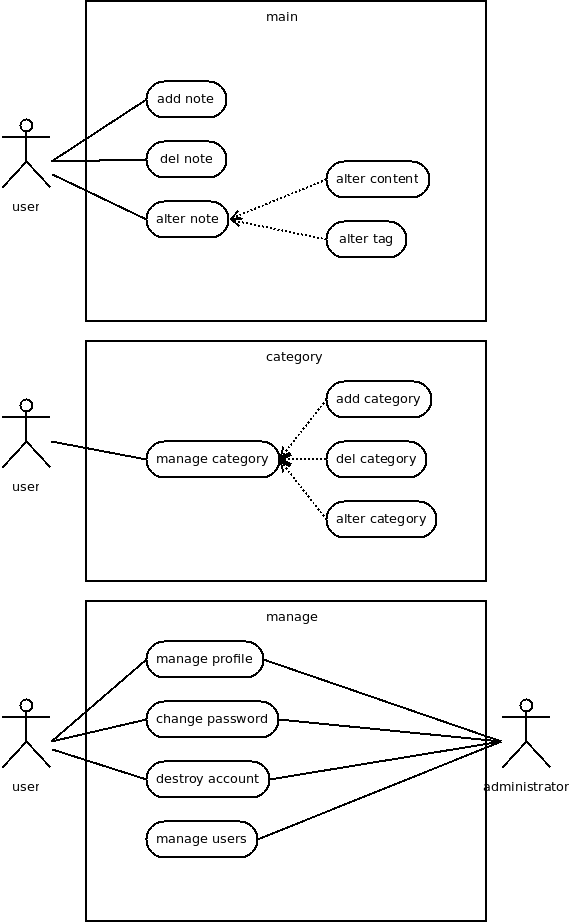 main
add note
del note
alter content
user
alter note
alter tag
category
add category
manage category
del category
user
alter category
manage
manage profile
change password
destroy account
user
administrator
manage users